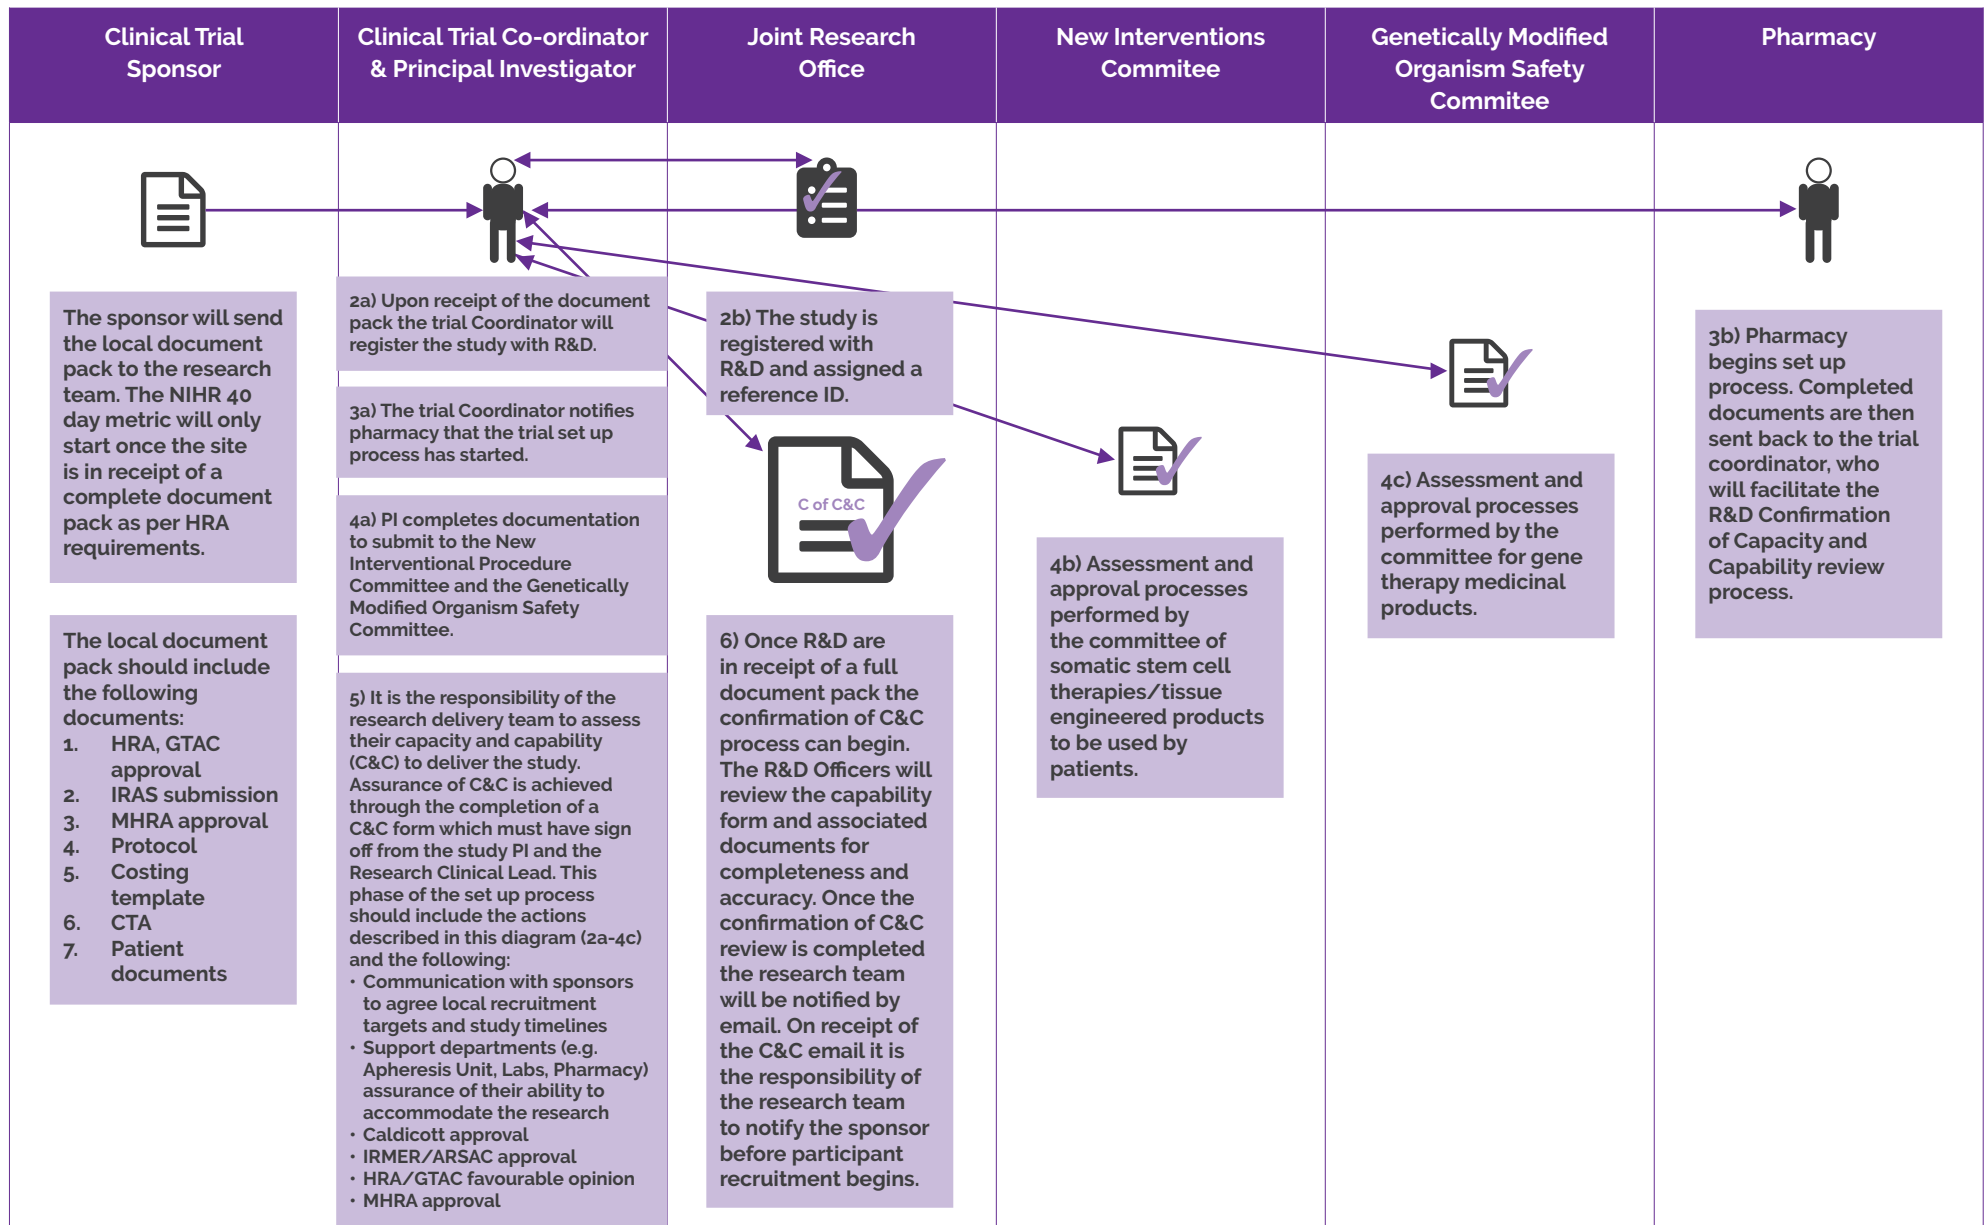 Clinical Trial
Sponsor
Clinical Trial Co-ordinator
& Principal Investigator
Joint Research
Office
New Interventions
Commitee
Genetically Modified
Organism Safety
Commitee
Pharmacy
The sponsor will send
the local document
pack to the research
team. The NIHR 40
day metric will only
start once the site
is in receipt of a
complete document
pack as per HRA
requirements.
The local document
pack should include
the following
documents:
1. HRA, GTAC
approval
2. IRAS submission
3. MHRA approval
4. Protocol
5. Costing
template
6. CTA
7. Patient
documents
2a) Upon receipt of the document
pack the trial Coordinator will
register the study with R&D.
3a) The trial Coordinator notifies
pharmacy that the trial set up
process has started.
4a) PI completes documentation
to submit to the New
Interventional Procedure
Committee and the Genetically
Modified Organism Safety
Committee.
5) It is the responsibility of the
research delivery team to assess
their capacity and capability
(C&C) to deliver the study.
Assurance of C&C is achieved
through the completion of a
C&C form which must have sign
off from the study PI and the
Research Clinical Lead. This
phase of the set up process
should include the actions
described in this diagram (2a-4c)
and the following:
• Communication with sponsors
to agree local recruitment
targets and study timelines
• Support departments (e.g.
Apheresis Unit, Labs, Pharmacy)
assurance of their ability to
accommodate the research
• Caldicott approval
• IRMER/ARSAC approval
• HRA/GTAC favourable opinion
• MHRA approval
2b) The study is
registered with
R&D and assigned a
reference ID.
C of C&C
6) Once R&D are
in receipt of a full
document pack the
confirmation of C&C
process can begin.
The R&D Officers will
review the capability
form and associated
documents for
completeness and
accuracy. Once the
confirmation of C&C
review is completed
the research team
will be notified by
email. On receipt of
the C&C email it is
the responsibility of
the research team
to notify the sponsor
before participant
recruitment begins.
4b) Assessment and
approval processes
performed by
the committee of
somatic stem cell
therapies/tissue
engineered products
to be used by
patients.
4c) Assessment and
approval processes
performed by the
committee for gene
therapy medicinal
products.
3b) Pharmacy
begins set up
process. Completed
documents are then
sent back to the trial
coordinator, who
will facilitate the
R&D Confirmation
of Capacity and
Capability review
process.